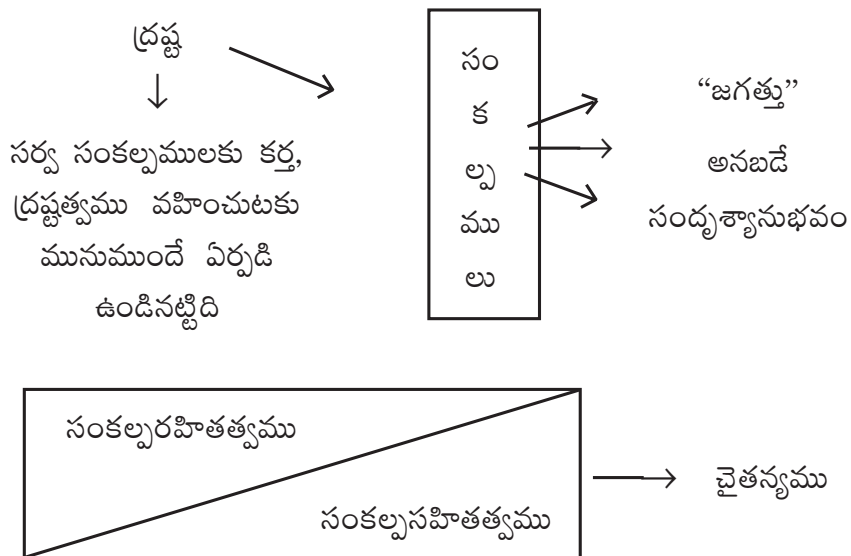 ద్రష్ట
సర్వ సంకల్పములకు కర్త,
ద్రష్టత్వము వహించుటకు
మునుముందే ఏర్పడి
ఉండినట్టిది
సం
క
ల్ప
ము
లు
“జగత్తు”
అనబడే
సందృశ్యానుభవం
సంకల్పరహితత్వము
సంకల్పసహితత్వము
చైతన్యము